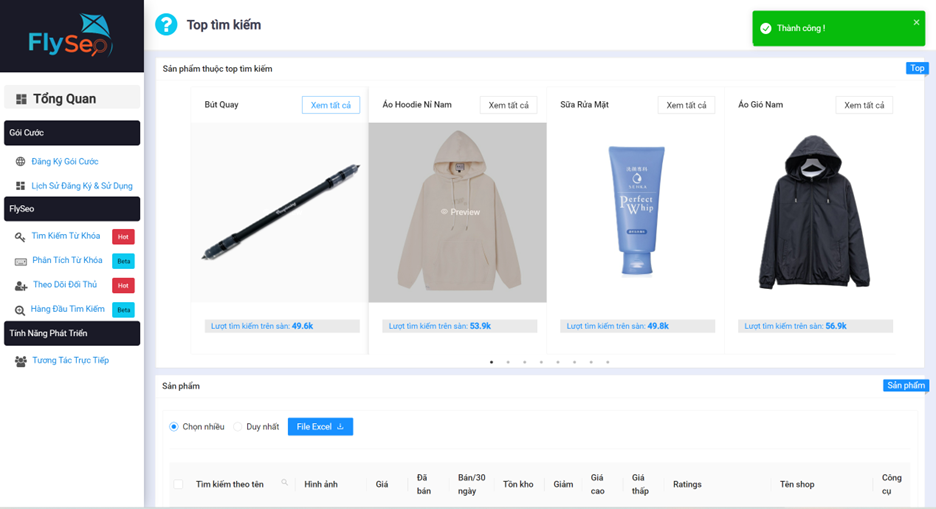 FlySeo
Tổng Quan
Gói Cước
Đăng Ký Gói Cước
Lịch Sử Đăng Ký & Sử Dụng
FlySeo
Tìm Kiếm Từ Khóa Hot
Phân Tích Từ Khóa Beta
Theo Dõi Đối Thủ Hot
Hàng Đầu Tìm Kiếm Beta
Tính Năng Phát Triển
Tương Tác Trực Tiếp
? Top tìm kiếm
Thành công !
Sản phẩm thuộc top tìm kiếm
Top
Bút Quay
Xem tất cả
Lượt tìm kiếm trên sàn: 49.6k
Áo Hoodie Nỉ Nam
Xem tất cả
Preview
Lượt tìm kiếm trên sàn: 53.9k
Sữa Rửa Mặt
Xem tất cả
SENKA
Perfect
Whip
Lượt tìm kiếm trên sàn: 49.8k
Áo Gió Nam
Xem tất cả
Lượt tìm kiếm trên sàn: 56.9k
Sản phẩm
Sản phẩm
Chọn nhiều
Duy nhất
File Excel
Tìm kiếm theo tên
Hình ảnh
Giá
Đã
bán
Bán/30
ngày
Tồn kho
Giảm
Giá
cao
Giá
thấp
Ratings
Tên shop
Công
cụ